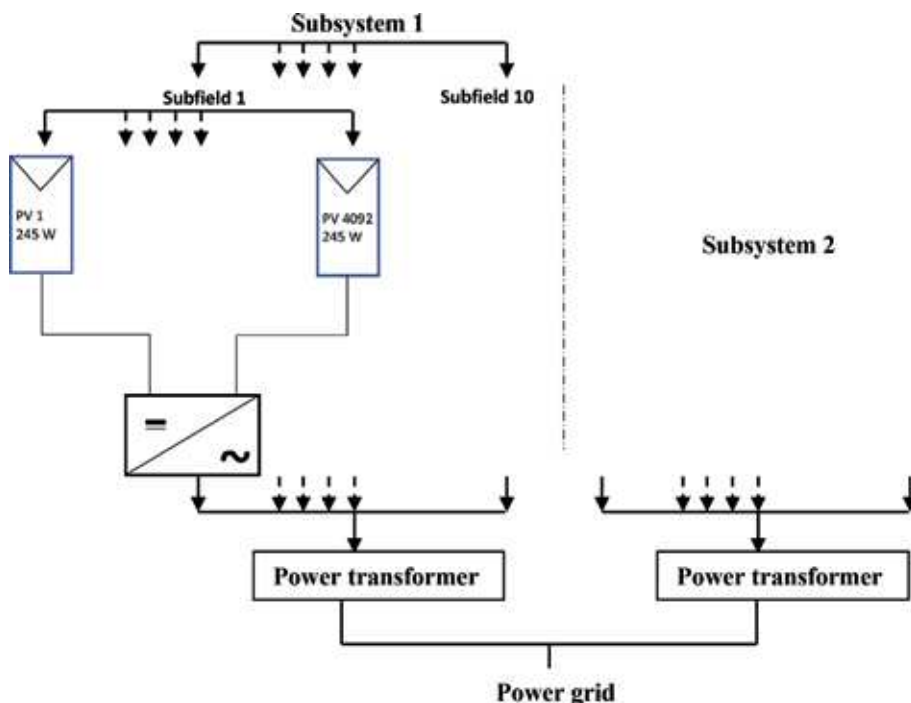 Subsystem 1
Subfield 1
Subfield 10
PV 1
245 W
PV 4092
245 W
Subsystem 2
Power transformer
Power transformer
Power grid